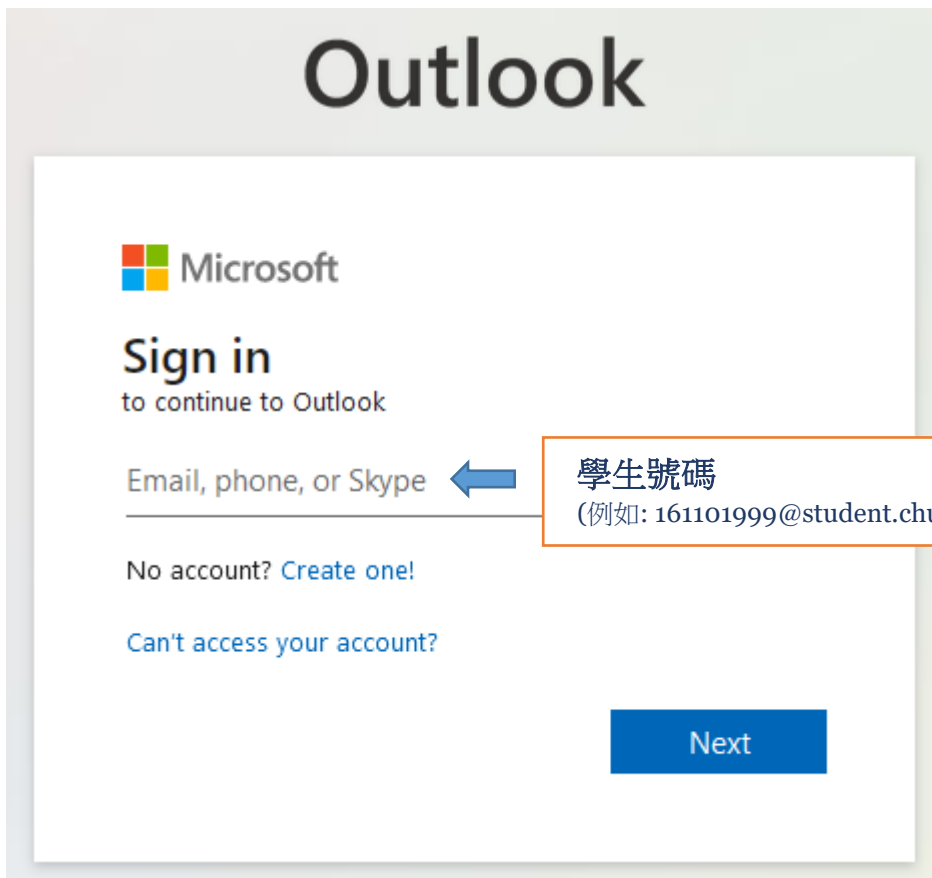 Outlook
Microsoft
Sign in
to continue to Outlook
Email, phone, or Skype
學生號碼
(例如: 161101999@student.chu
No account? Create one!
Can't access your account?
Next